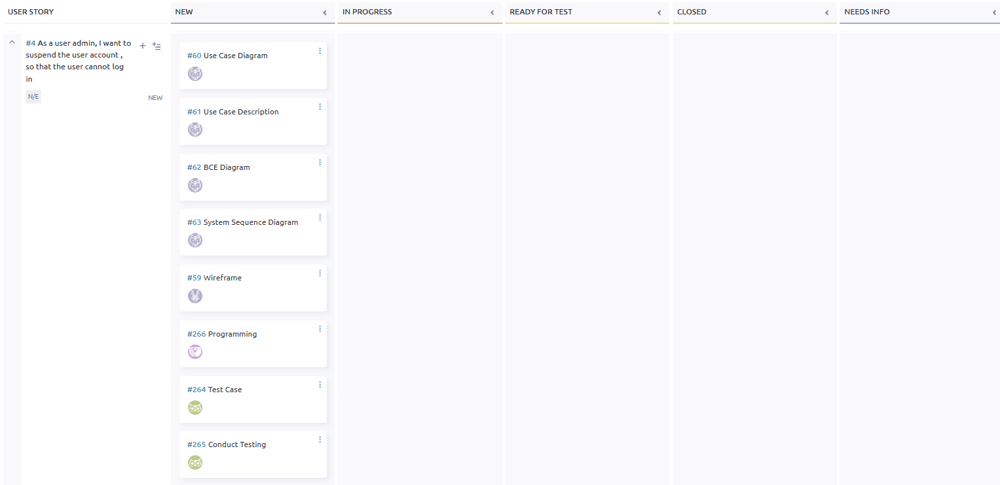 USER STORY
NEW
IN PROGRESS
READY FOR TEST
CLOSED
NEEDS INFO
#4 As a user admin, I want to
suspend the user account ,
so that the user cannot log
in
N/E
NEW
#60 Use Case Diagram
#61 Use Case Description
#62 BCE Diagram
#63 System Sequence Diagram
#59 Wireframe
#266 Programming
#264 Test Case
#265 Conduct Testing